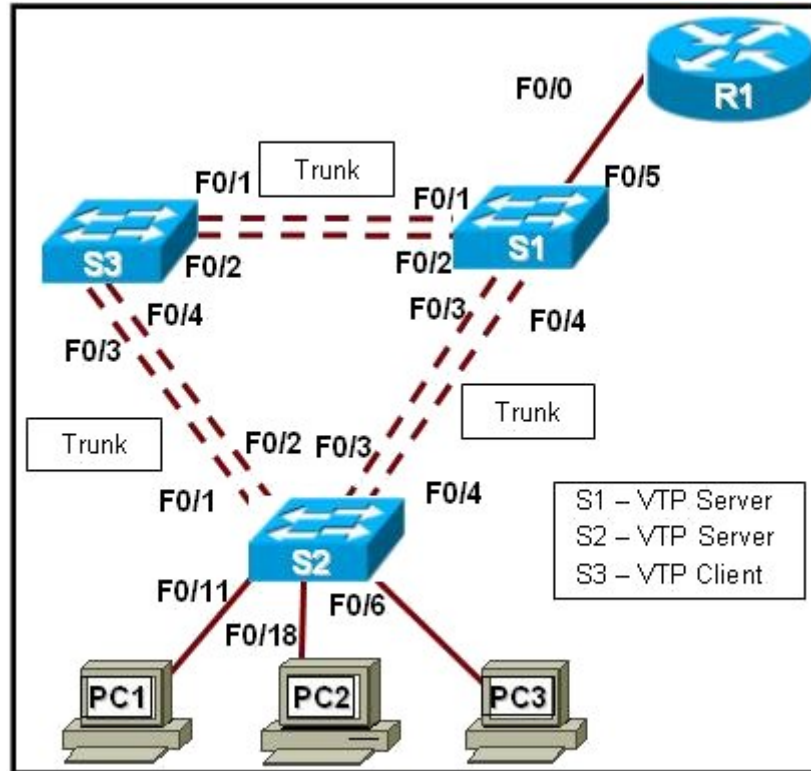 F0/0
R1
Trunk
F0/1
F0/1
F0/5
S3
F0/2
F0/2
S1
F0/4
F0/3
F0/3
F0/4
Trunk
Trunk
F0/2
F0/3
F0/1
F0/4
S2
S1 – VTP Server
S2 – VTP Server
S3 – VTP Client
F0/11
F0/18
F0/6
PC1
PC2
PC3